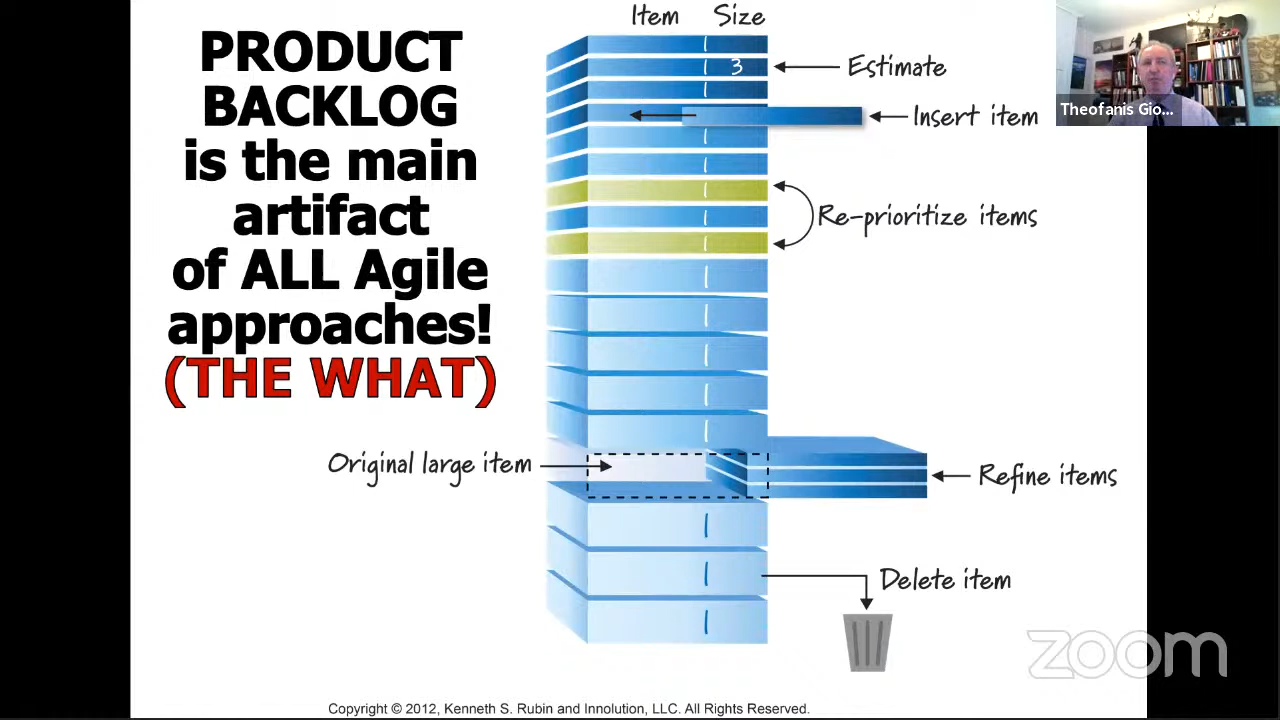 PRODUCT
BACKLOG
is the main
artifact
of ALL Agile
approaches!
(THE WHAT)
Item Size
3
Estimate
Insert item
Re-prioritize items
Original large item
Refine items
Delete item
Theofanis Gio...
zoom
Copyright © 2012, Kenneth S. Rubin and Innolution, LLC. All Rights Reserved.